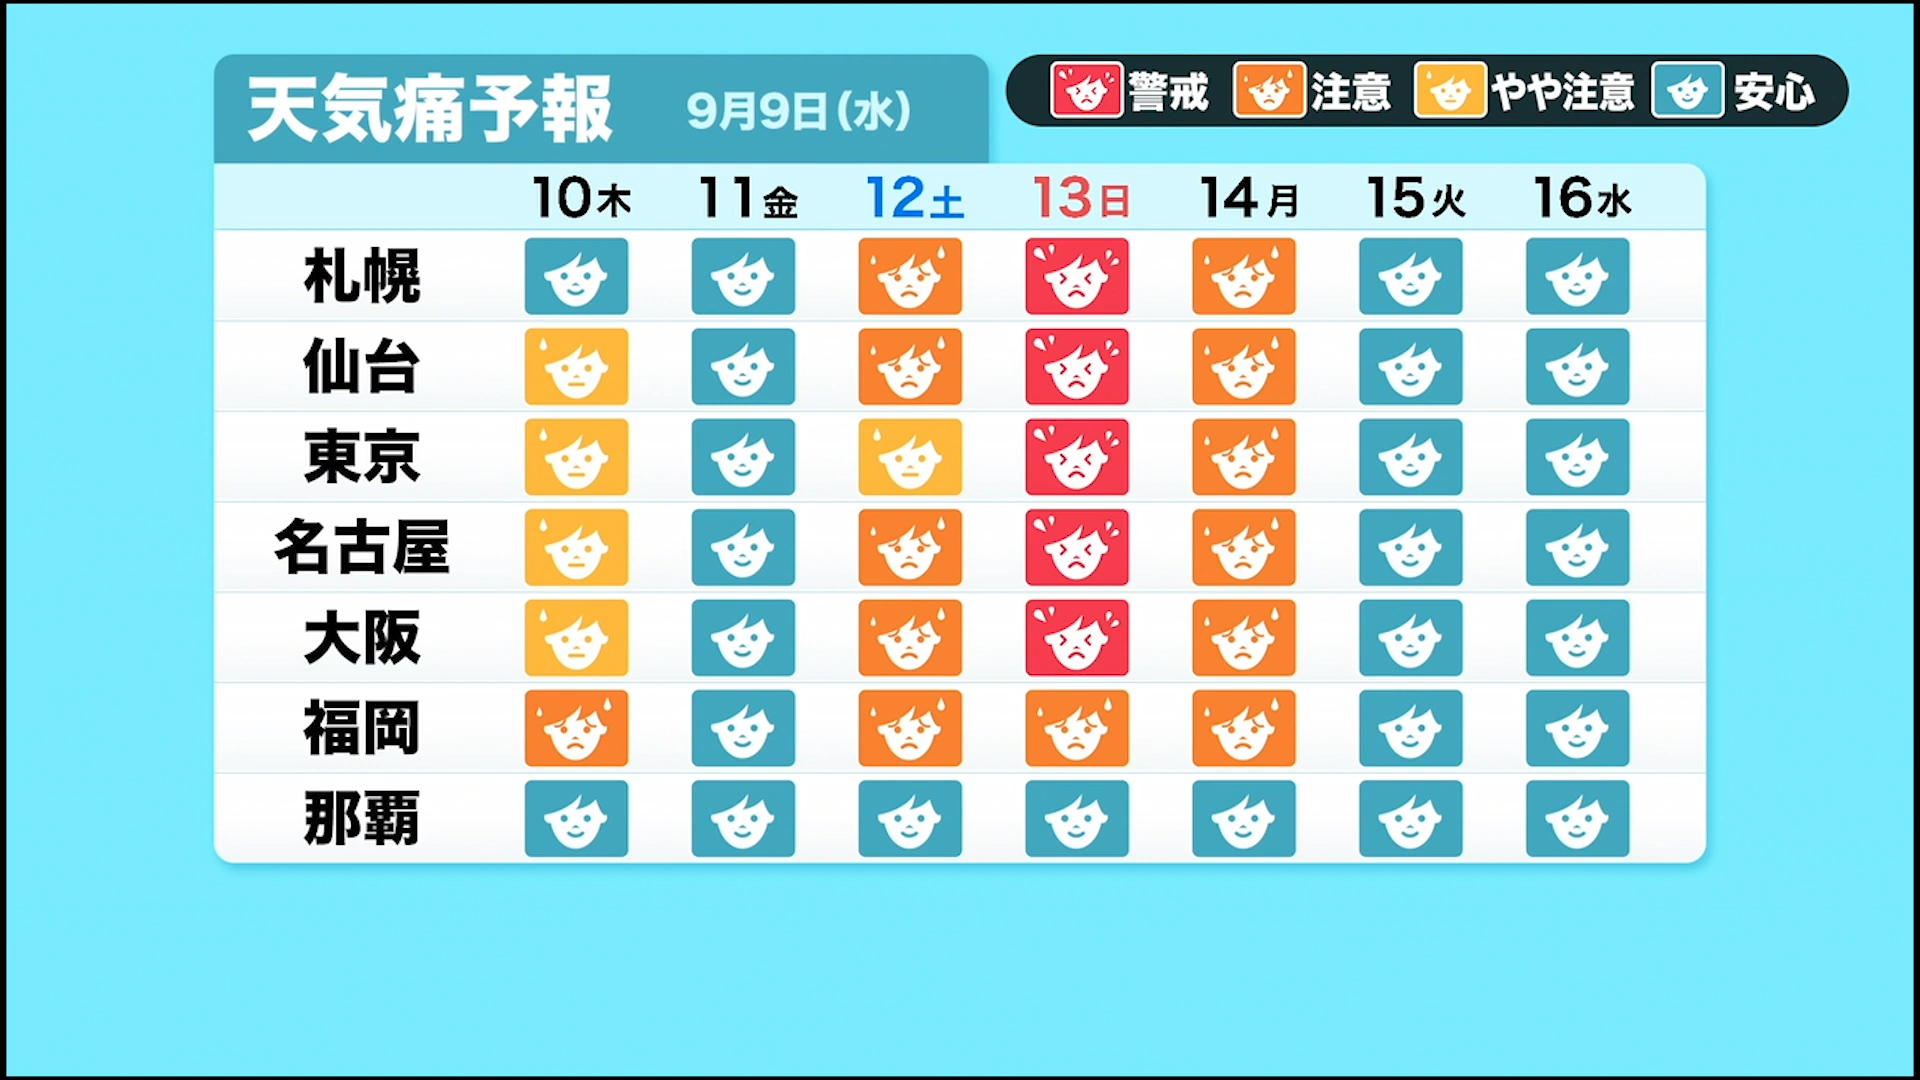 天気痛予報 9月9日(水)
警戒 注意 やや注意 安心
10木 11金 12土 13日 14月 15火 16水
札幌
仙台
東京
名古屋
大阪
福岡
那覇